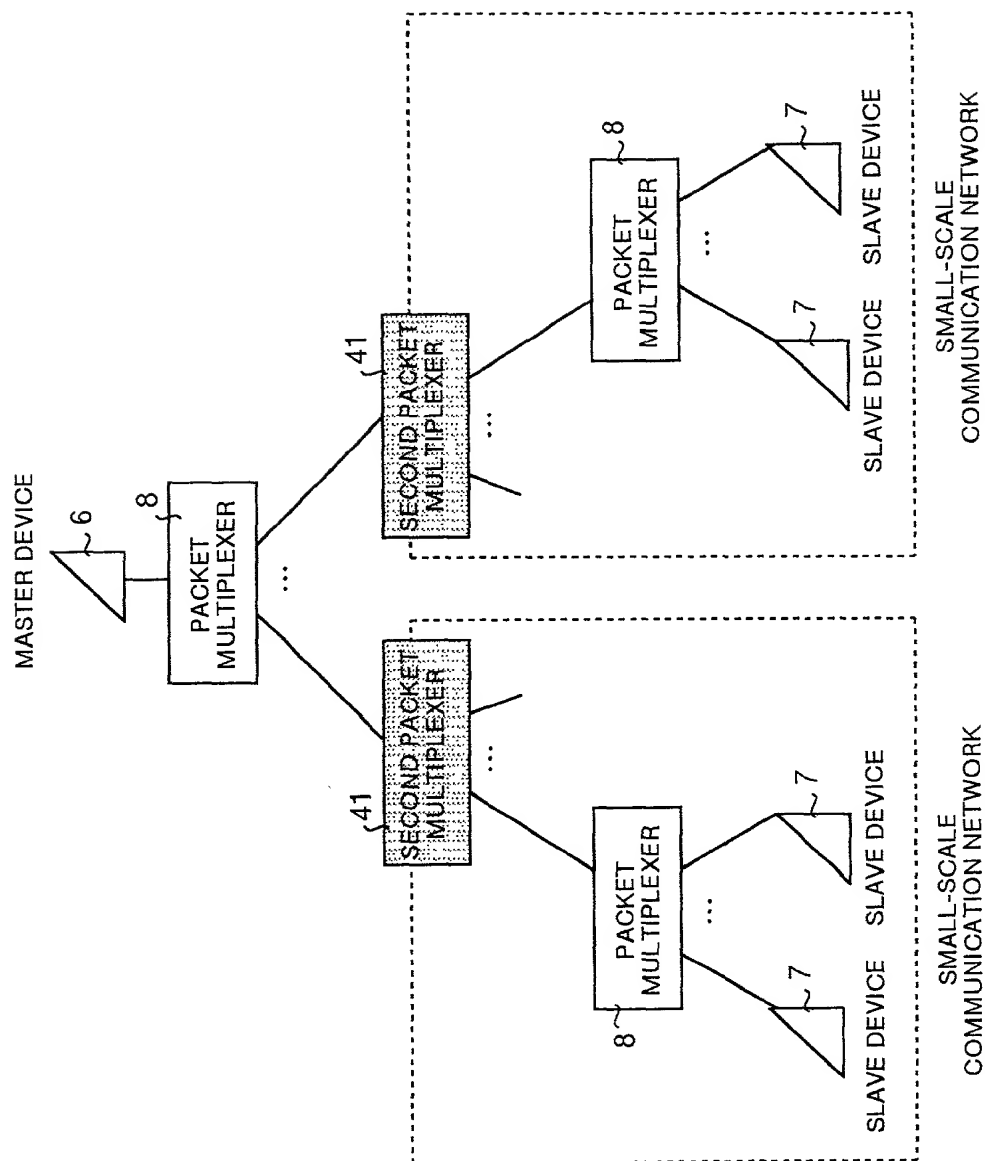 MASTER DEVICE
6
8
PACKET
MULTIPLEXER
...
41
SECOND PACKET
MULTIPLEXER
...
41
SECOND PACKET
MULTIPLEXER
...
8
PACKET
MULTIPLEXER
...
7
SLAVE DEVICE
7
SLAVE DEVICE
SMALL-SCALE
COMMUNICATION NETWORK
8
PACKET
MULTIPLEXER
...
7
SLAVE DEVICE
7
SLAVE DEVICE
SMALL-SCALE
COMMUNICATION NETWORK